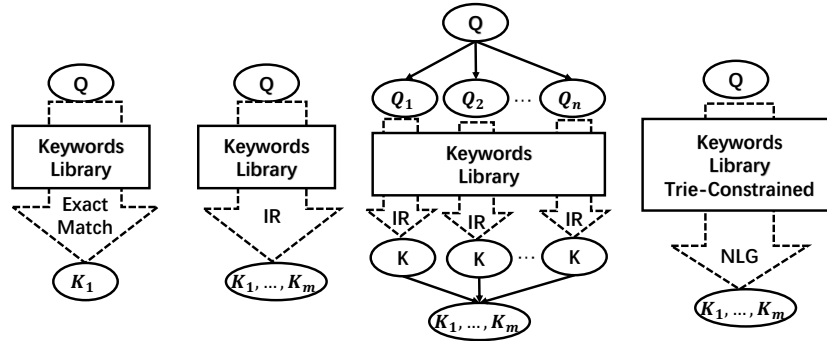 Q
Keywords
Library
Exact
Match
K₁
Q
Keywords
Library
IR
K₁, ..., Kₘ
Q
Q₁ Q₂ ... Qₙ
Keywords
Library
IR IR IR
K K ... K
K₁, ..., Kₘ
Q
Keywords
Library
Trie-Constrained
NLG
K₁, ..., Kₘ